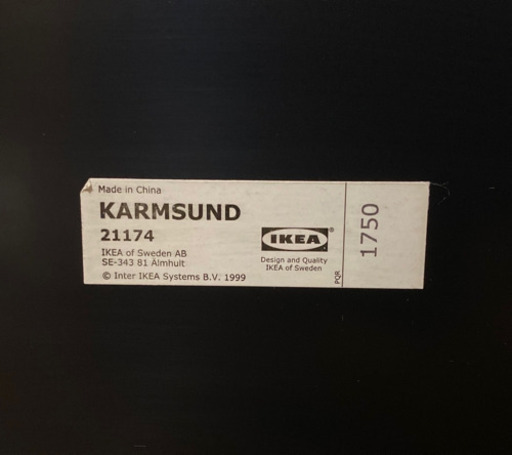 Made in China
KARMSUND
21174
IKEA of Sweden AB
SE-343 81 Älmhult
© Inter IKEA Systems B.V. 1999
IKEA®
Design and Quality
IKEA of Sweden
PQR
1750